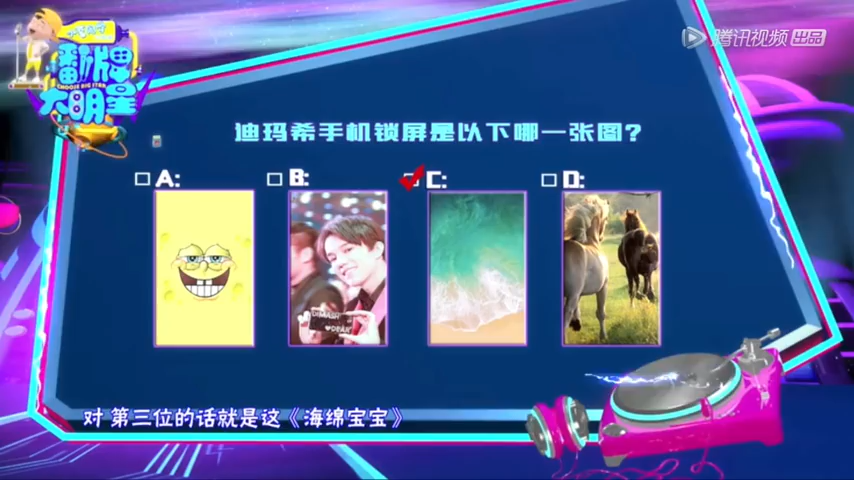 腾讯视频 出品
翻牌
CHOOSE BIG STAR
大明星
迪玛希手机锁屏是以下哪一张图?
A:
B:
C:
D:
DIMASH
DEAR
对 第三位的话就是这《海绵宝宝》